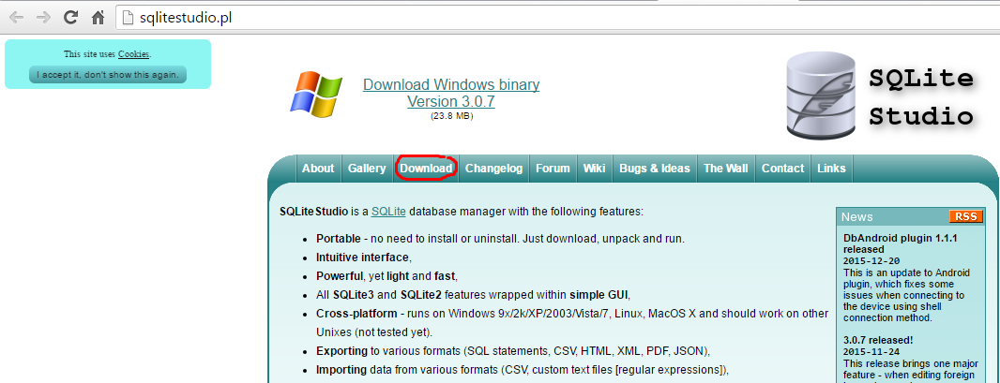 sqlitestudio.pl
This site uses Cookies.
I accept it, don't show this again.
Download Windows binary
Version 3.0.7
(23.8 MB)
SQLite
Studio
About Gallery Download Changelog Forum Wiki Bugs & Ideas The Wall Contact Links
SQLiteStudio is a SQLite database manager with the following features:
• Portable - no need to install or uninstall. Just download, unpack and run.
• Intuitive interface,
• Powerful, yet light and fast,
• All SQLite3 and SQLite2 features wrapped within simple GUI,
• Cross-platform - runs on Windows 9x/2k/XP/2003/Vista/7, Linux, MacOS X and should work on other
Unixes (not tested yet).
• Exporting to various formats (SQL statements, CSV, HTML, XML, PDF, JSON),
• Importing data from various formats (CSV, custom text files [regular expressions]),
News RSS
DbAndroid plugin 1.1.1
released
2015-12-20
This is an update to Android
plugin, which fixes some
issues when connecting to
the device using shell
connection method.
3.0.7 released!
2015-11-24
This release brings one major
feature - when editing foreign